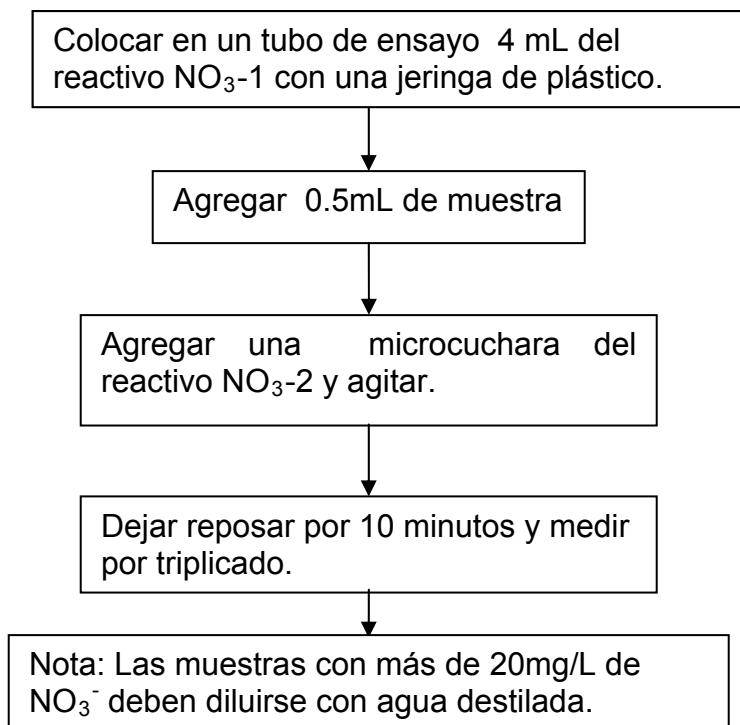 Colocar en un tubo de ensayo 4 mL del
reactivo NO₃-1 con una jeringa de plástico.
Agregar 0.5mL de muestra
Agregar una microcuchara del
reactivo NO₃-2 y agitar.
Dejar reposar por 10 minutos y medir
por triplicado.
Nota: Las muestras con más de 20mg/L de
NO₃⁻ deben diluirse con agua destilada.